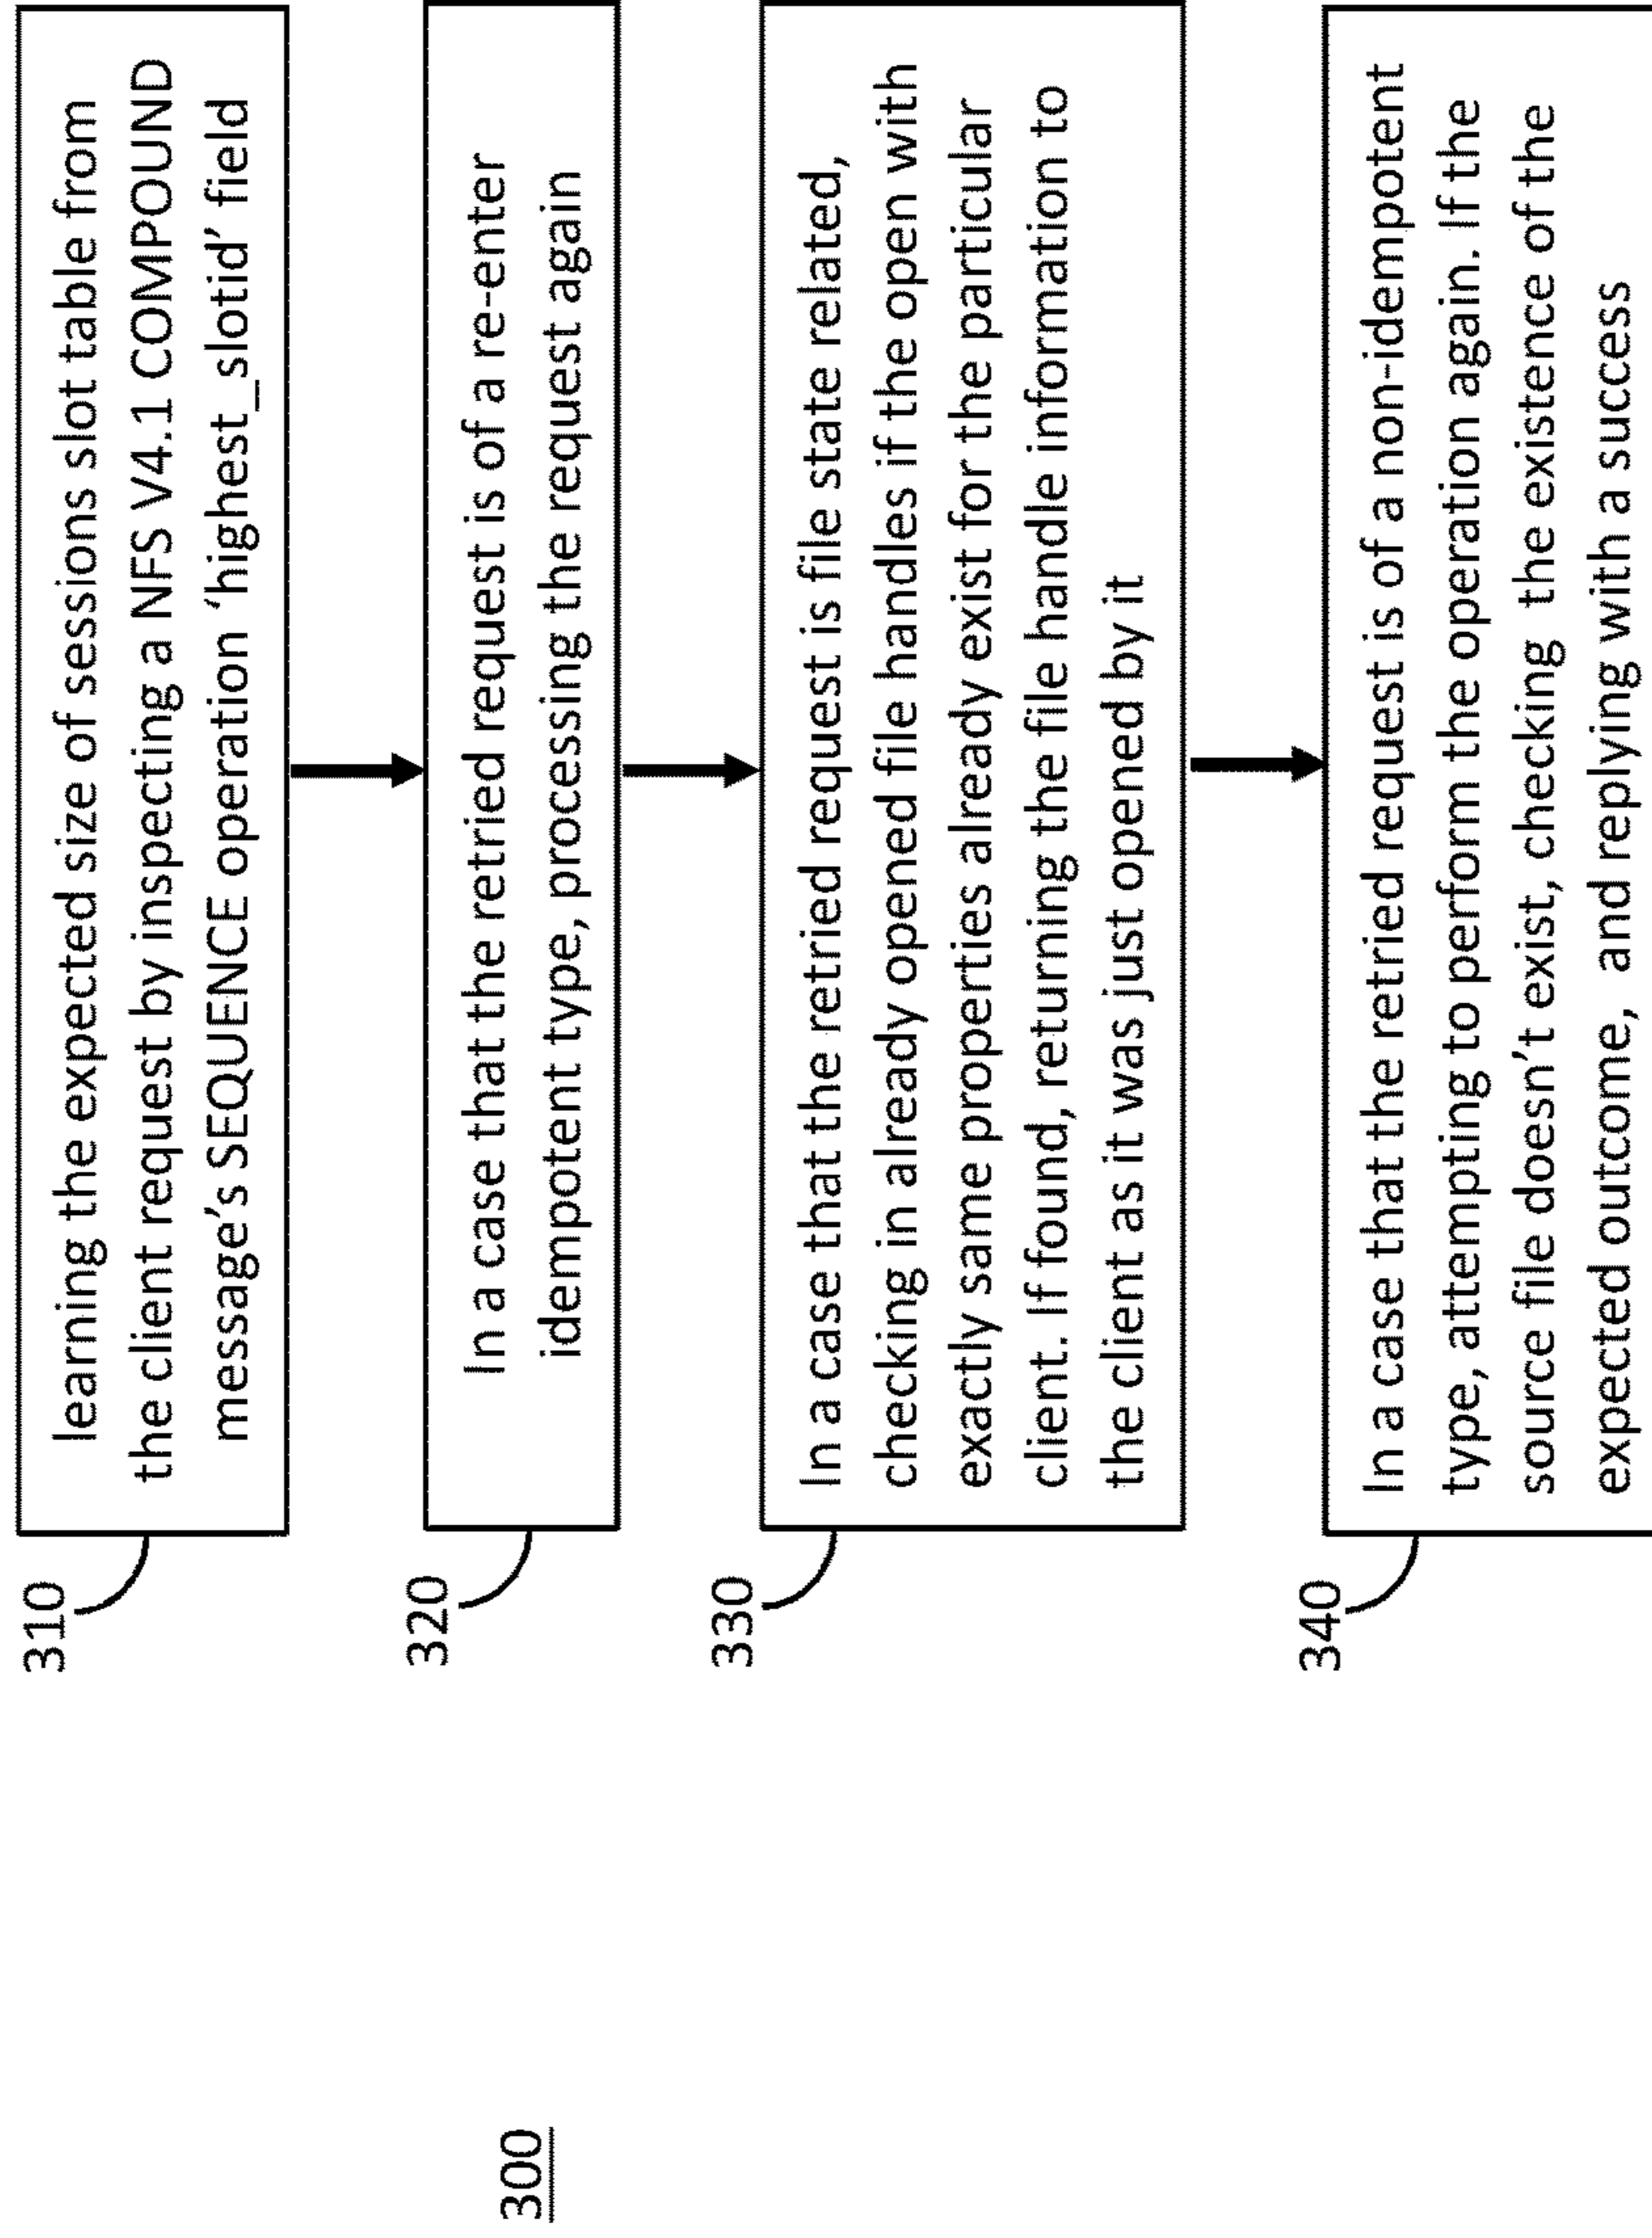 300
310
learning the expected size of sessions slot table from
the client request by inspecting a NFS V4.1 COMPOUND
message's SEQUENCE operation ‘highest_slotid’ field
320
In a case that the retried request is of a re-enter
idempotent type, processing the request again
330
In a case that the retried request is file state related,
checking in already opened file handles if the open with
exactly same properties already exist for the particular
client. If found, returning the file handle information to
the client as it was just opened by it
340
In a case that the retried request is of a non-idempotent
type, attempting to perform the operation again. If the
source file doesn't exist, checking the existence of the
expected outcome, and replying with a success